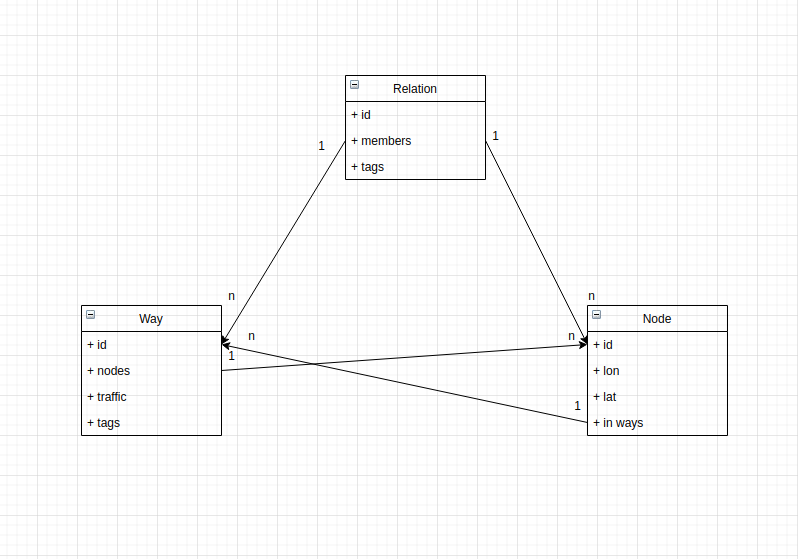 Relation
+ id
+ members
+ tags
1
1
n
n
Way
+ id
+ nodes
+ traffic
+ tags
n
1
n
1
Node
+ id
+ lon
+ lat
+ in ways